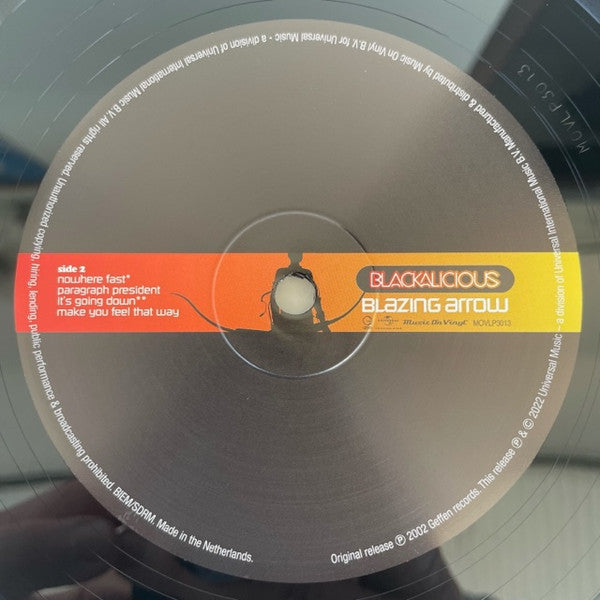 side 2
nowhere fast*
paragraph president
it's going down**
make you feel that way
BLACKALICIOUS
BLAZING ARROW
Music On Vinyl MOVLP3013
Original release ℗ 2002 Geffen records. This release ℗ & © 2022 Universal Music - a division of Universal International Music B.V. Manufactured & distributed by Music On Vinyl B.V. for Universal Music - a division of Universal International Music B.V. All rights reserved. Unauthorized copying, hiring, lending, public performance & broadcasting prohibited. BIEM/SDRM. Made in the Netherlands.